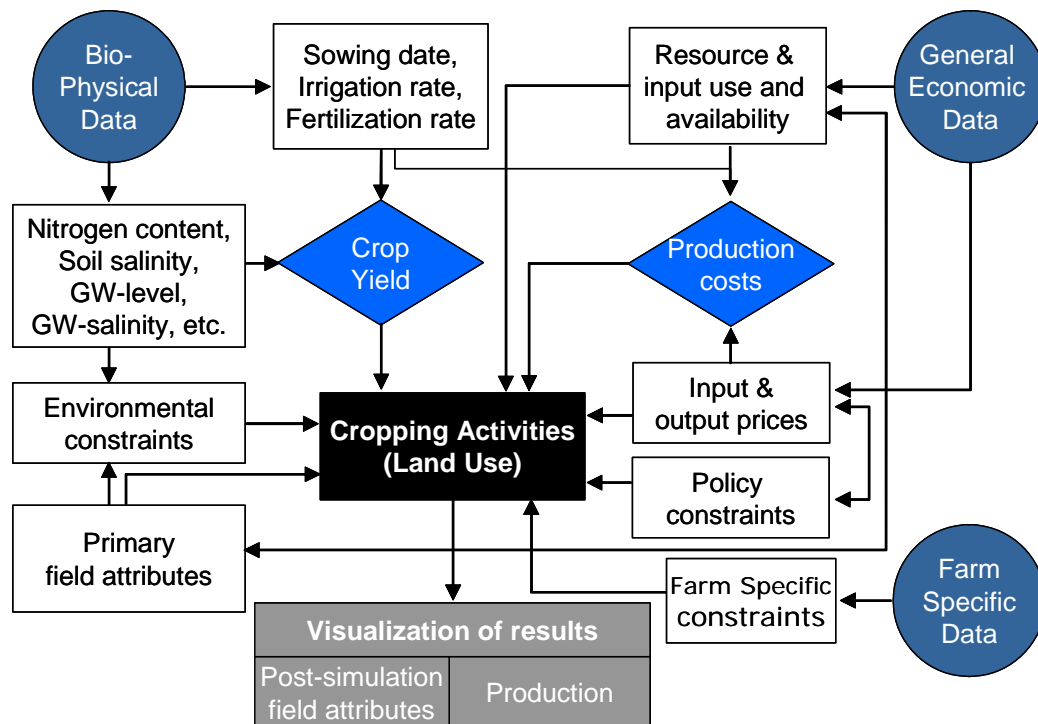 Bio-
Physical
Data
Sowing date,
Irrigation rate,
Fertilization rate
Resource &
input use and
availability
General
Economic
Data
Nitrogen content,
Soil salinity,
GW-level,
GW-salinity, etc.
Crop
Yield
Production
costs
Environmental
constraints
Cropping Activities
(Land Use)
Input &
output prices
Policy
constraints
Primary
field attributes
Farm Specific
constraints
Farm
Specific
Data
Visualization of results
Post-simulation
field attributes
Production